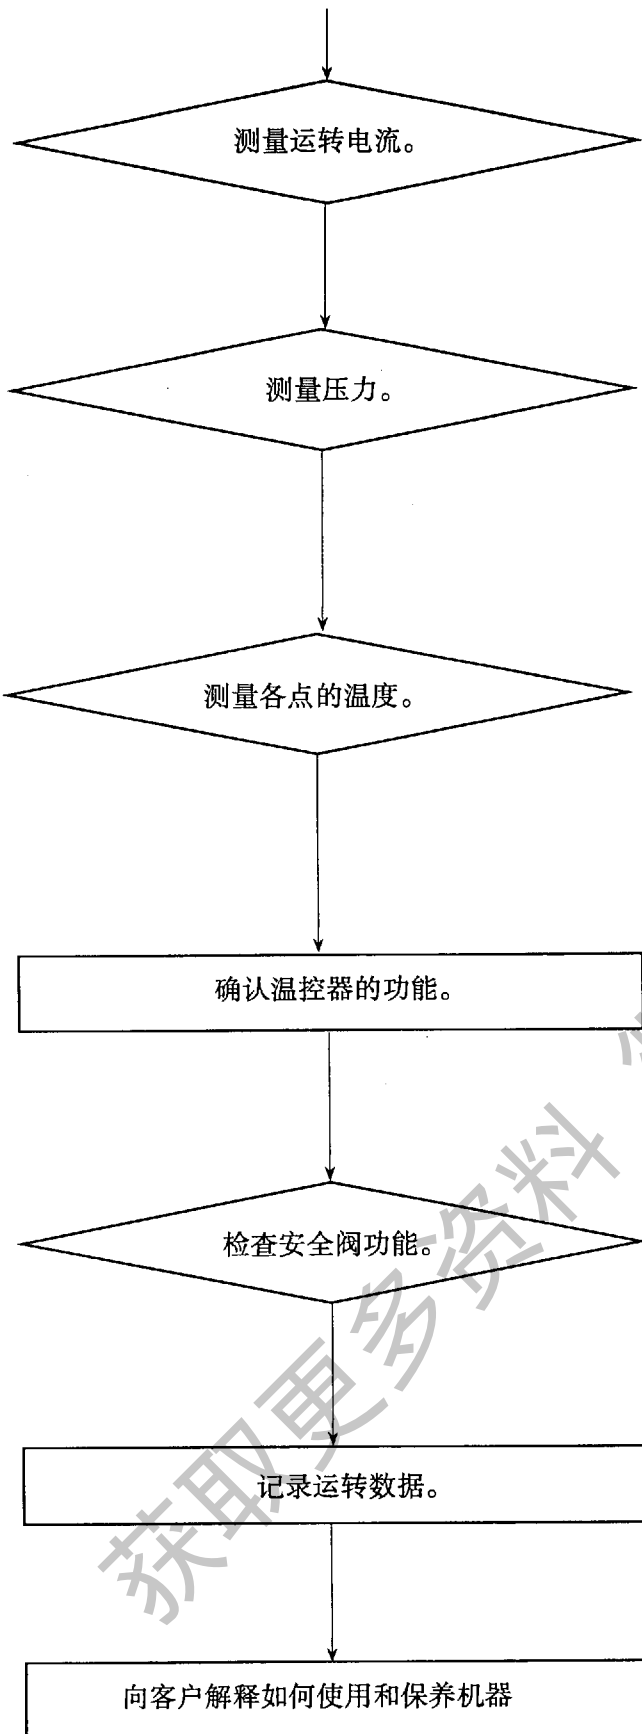 测量运转电流。
测量压力。
测量各点的温度。
确认温控器的功能。
检查安全阀功能。
记录运转数据。
向客户解释如何使用和保养机器
获取更多资料